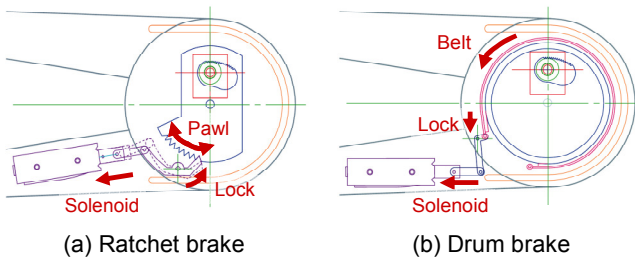 Pawl
Lock
Solenoid
(a) Ratchet brake
Belt
Lock
Solenoid
(b) Drum brake